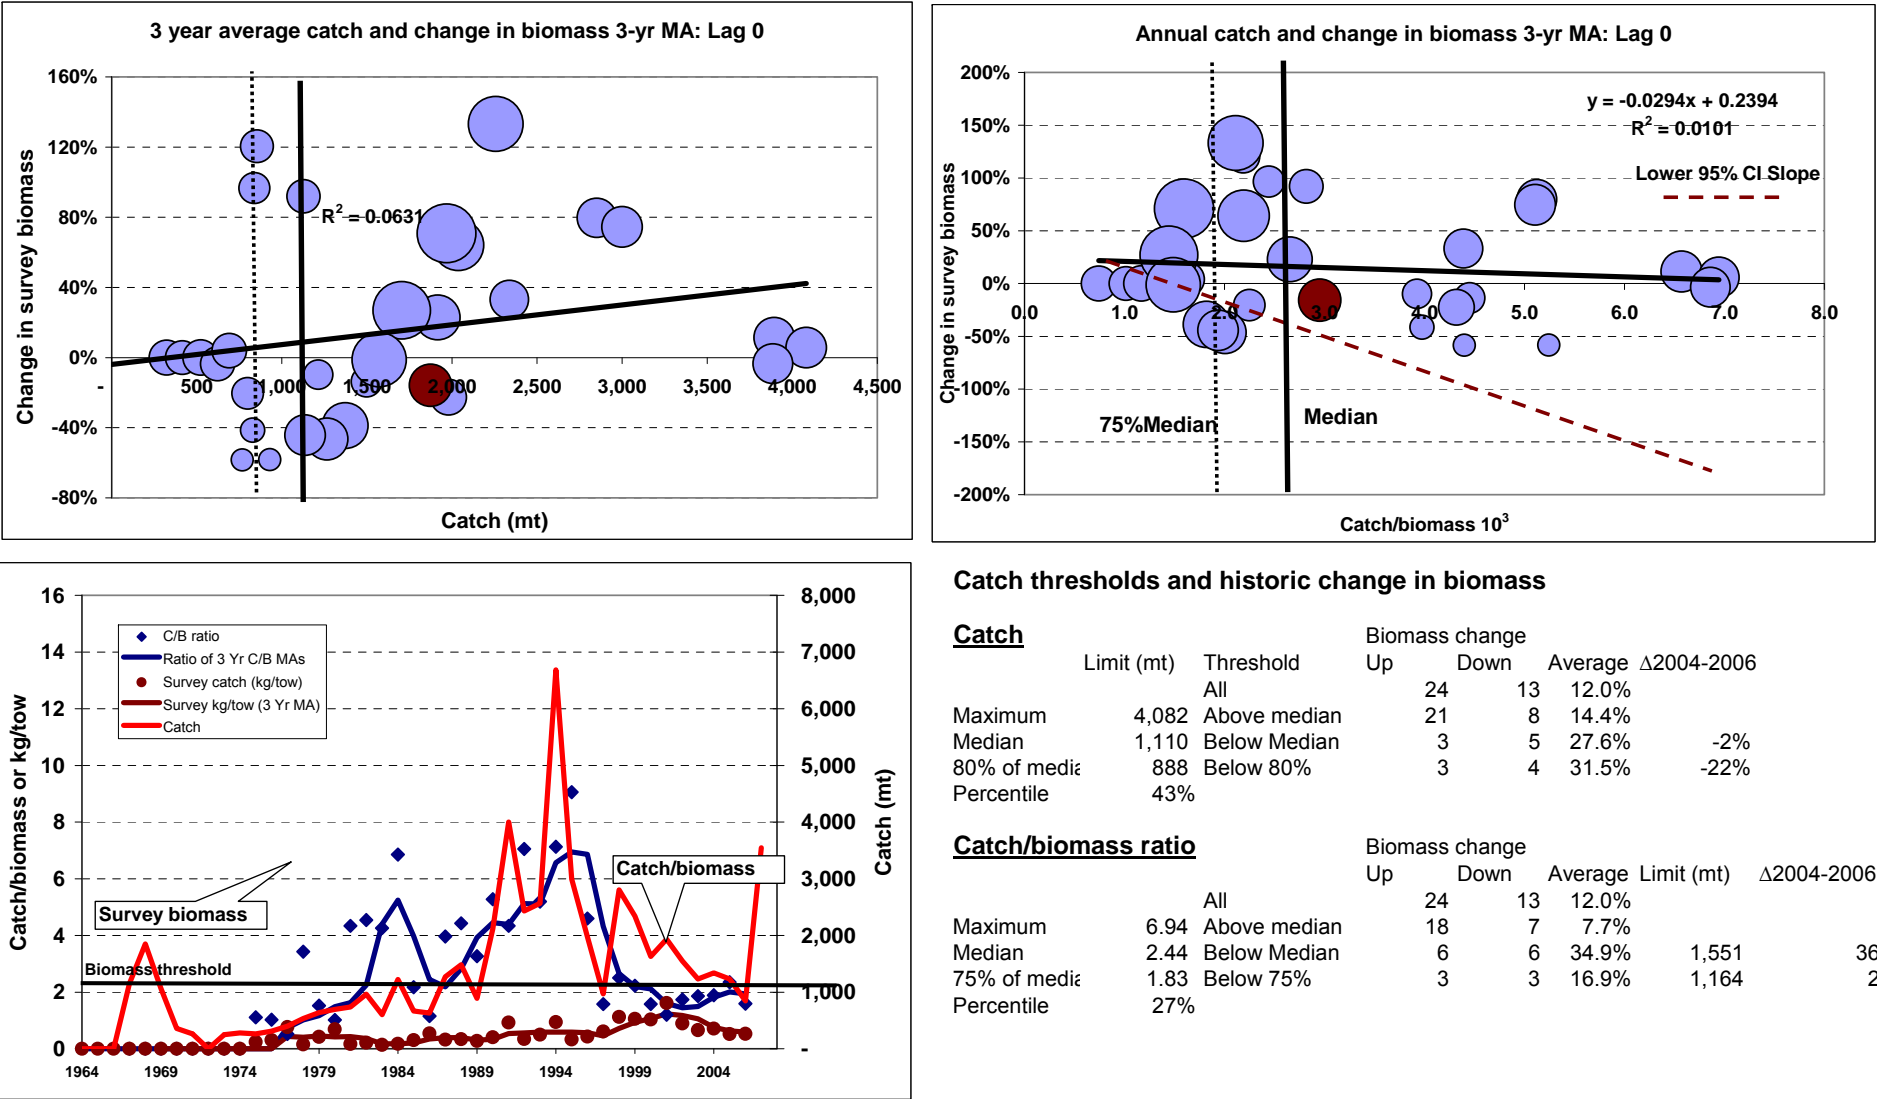 3 year average catch and change in biomass 3-yr MA: Lag 0
160%
120%
80%
40%
0%
-40%
-80%
Change in survey biomass
R² = 0.0631
- 500 1,000 1,500 2,000 2,500 3,000 3,500 4,000 4,500
Catch (mt)
Annual catch and change in biomass 3-yr MA: Lag 0
200%
150%
100%
50%
0%
-50%
-100%
-150%
-200%
Change in survey biomass
y = -0.0294x + 0.2394
R² = 0.0101
Lower 95% CI Slope
0.0 1.0 2.0 3.0 4.0 5.0 6.0 7.0 8.0
75%Median
Median
Catch/biomass 10³
16
14
12
10
8
6
4
2
0
Catch/biomass or kg/tow
C/B ratio
Ratio of 3 Yr C/B MAs
Survey catch (kg/tow)
Survey kg/tow (3 Yr MA)
Catch
Survey biomass
Catch/biomass
Biomass threshold
8,000
7,000
6,000
5,000
4,000
3,000
2,000
1,000
-
Catch (mt)
1964 1969 1974 1979 1984 1989 1994 1999 2004
Catch thresholds and historic change in biomass
Catch Biomass change
Limit (mt) Threshold Up Down Average Δ2004-2006
All 24 13 12.0%
Maximum 4,082 Above median 21 8 14.4%
Median 1,110 Below Median 3 5 27.6% -2%
80% of media 888 Below 80% 3 4 31.5% -22%
Percentile 43%
Catch/biomass ratio Biomass change
Up Down Average Limit (mt) Δ2004-2006
All 24 13 12.0%
Maximum 6.94 Above median 18 7 7.7%
Median 2.44 Below Median 6 6 34.9% 1,551 36
75% of media 1.83 Below 75% 3 3 16.9% 1,164 2
Percentile 27%